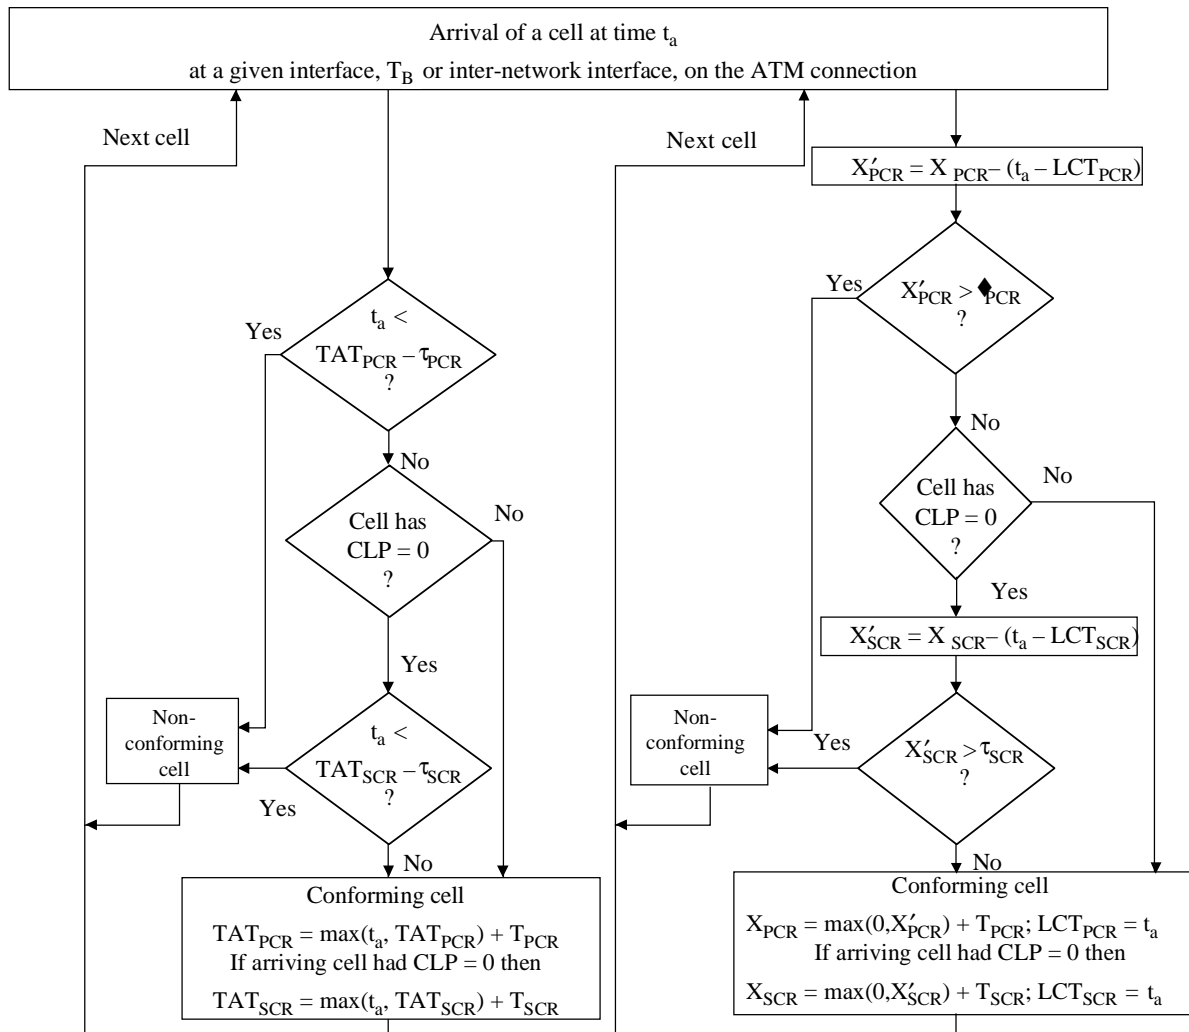 Arrival of a cell at time tₐ
at a given interface, T_B or inter-network interface, on the ATM connection
Next cell
tₐ <
TAT_PCR – τ_PCR
?
Yes
No
Cell has
CLP = 0
?
No
Yes
Non-
conforming
cell
tₐ <
TAT_SCR – τ_SCR
?
Yes
No
Conforming cell
TAT_PCR = max(tₐ, TAT_PCR) + T_PCR
If arriving cell had CLP = 0 then
TAT_SCR = max(tₐ, TAT_SCR) + T_SCR
Next cell
X′_PCR = X_PCR – (tₐ – LCT_PCR)
X′_PCR > ♦_PCR
?
Yes
No
Cell has
CLP = 0
?
No
Yes
X′_SCR = X_SCR – (tₐ – LCT_SCR)
Non-
conforming
cell
Yes
X′_SCR > τ_SCR
?
No
Conforming cell
X_PCR = max(0,X′_PCR) + T_PCR; LCT_PCR = tₐ
If arriving cell had CLP = 0 then
X_SCR = max(0,X′_SCR) + T_SCR; LCT_SCR = tₐ